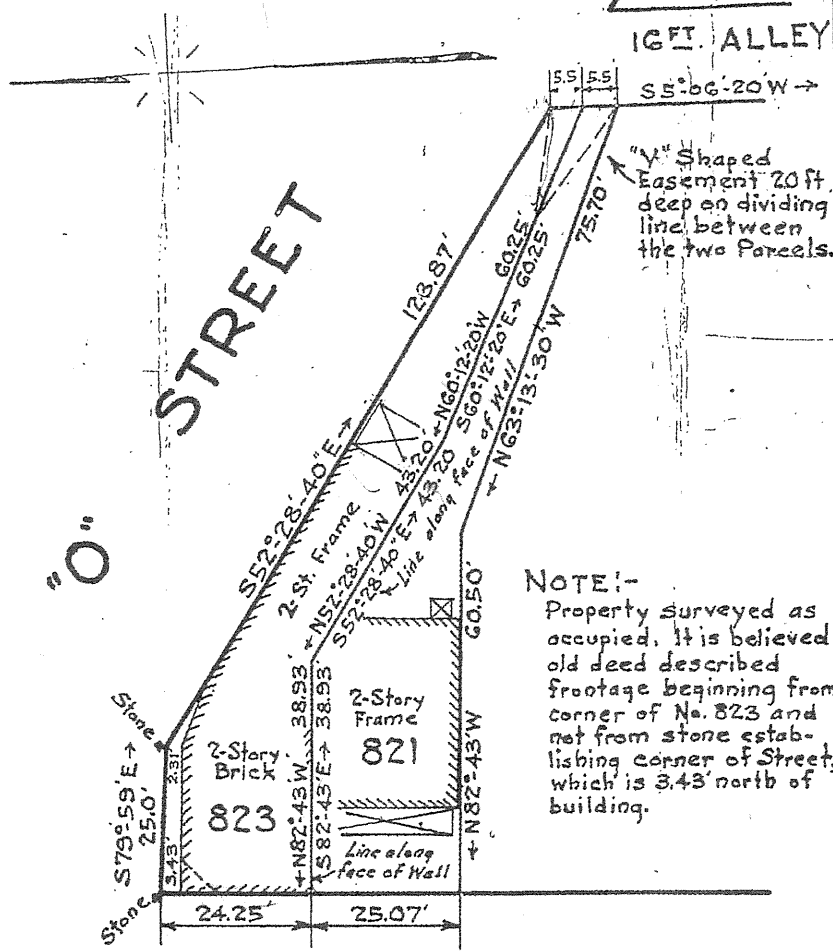 16 FT. ALLEY
5.5 5.5
S5°-06'-20"W →
"V" Shaped
Easement 20 ft.
deep on dividing
line between
the two Parcels.
STREET
"O"
123.87'
S52°-28'-40"E →
60.25'
← N60°-12'-20"W
S60°-12'-20"E → 60.25'
75.70'
← N63°-13'-30"W
43.20'
← N52°-28'-40"W
S52°-28'-40"E → 43.20
Line along face of Wall
2-St. Frame
60.50'
← N82°-43'W
NOTE:-
Property surveyed as
occupied. It is believed
old deed described
frontage beginning from
corner of No. 823 and
not from stone estab-
lishing corner of Street,
which is 3.43' north of
building.
Stone
S79°-59'E →
25.0'
2.31'
3.43'
2-Story
Brick
823
← N82°-43'W 38.93'
S82°-43'E → 38.93
2-Story
Frame
821
Line along
face of Wall
Stone
24.25'
25.07'